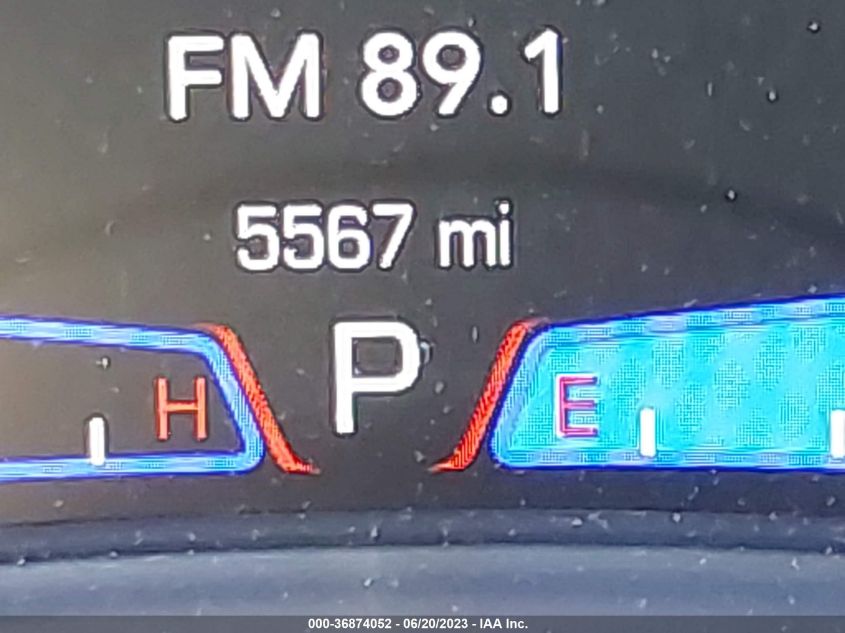 FM 89.1
5567 mi
P
H
E
000-36874052 - 06/20/2023 - IAA Inc.